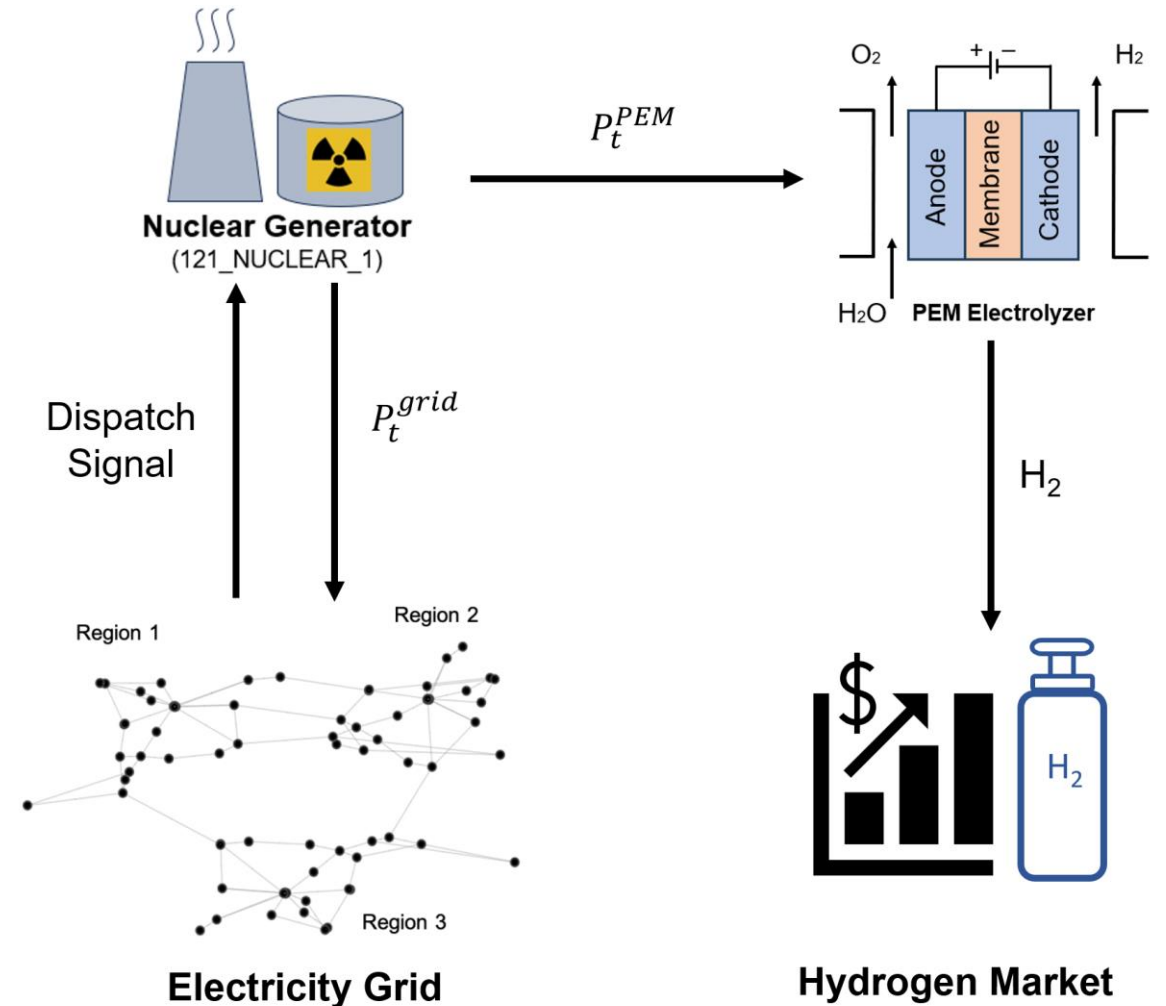 Nuclear Generator
(121_NUCLEAR_1)
P_t^{PEM}
O₂
+ −
H₂
Anode
Membrane
Cathode
H₂O
PEM Electrolyzer
Dispatch
Signal
P_t^{grid}
H₂
Region 1
Region 2
Region 3
Electricity Grid
$
H₂
Hydrogen Market